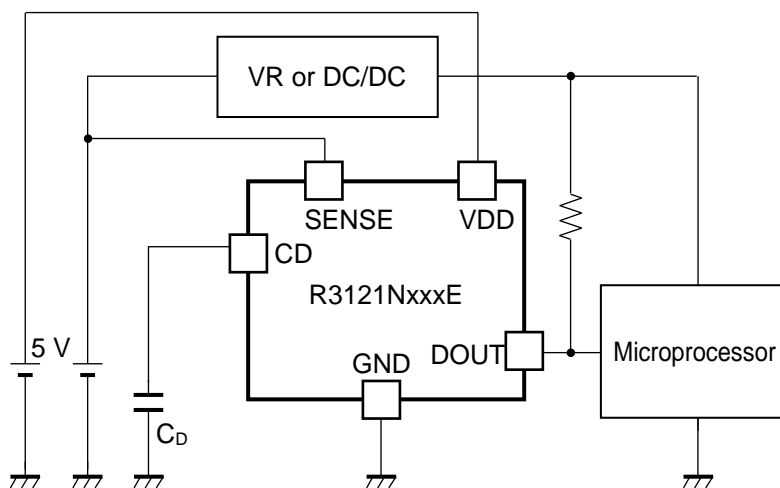 VR or DC/DC
SENSE
VDD
CD
R3121NxxxE
5 V
GND
DOUT
Microprocessor
CD